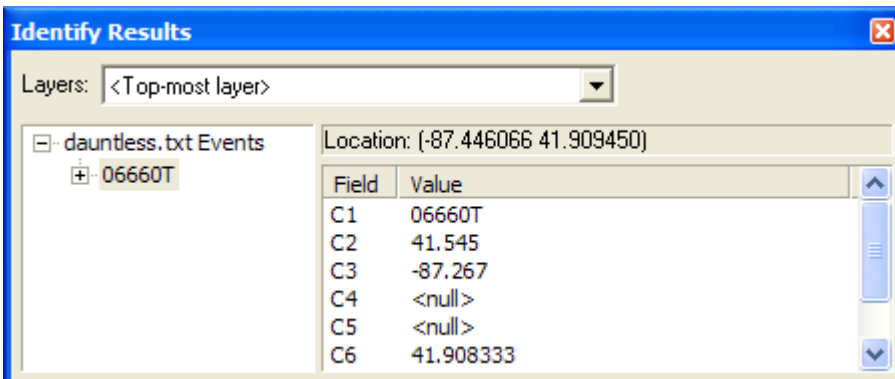 Identify Results
Layers: <Top-most layer>
dauntless.txt Events
06660T
Location: (-87.446066 41.909450)
Field Value
C1 06660T
C2 41.545
C3 -87.267
C4 <null>
C5 <null>
C6 41.908333